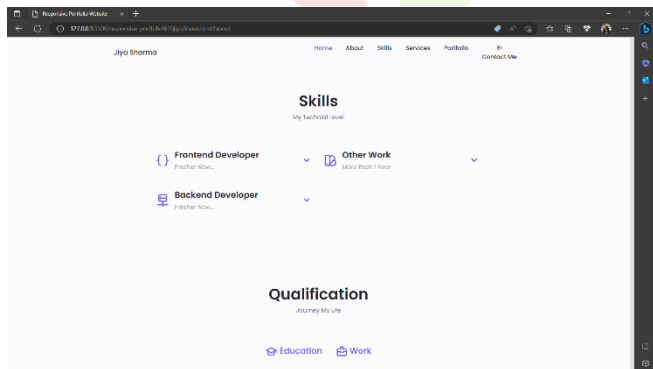 Responsive Portfolio Website
Jiya Sharma
Home About Skills Services Portfolio
Contact Me
Skills
My Technial Level
Frontend Developer
Fresher Now...
Other Work
More than 1 Year
Backend Developer
Fresher Now...
Qualification
Journey My Life
Education Work